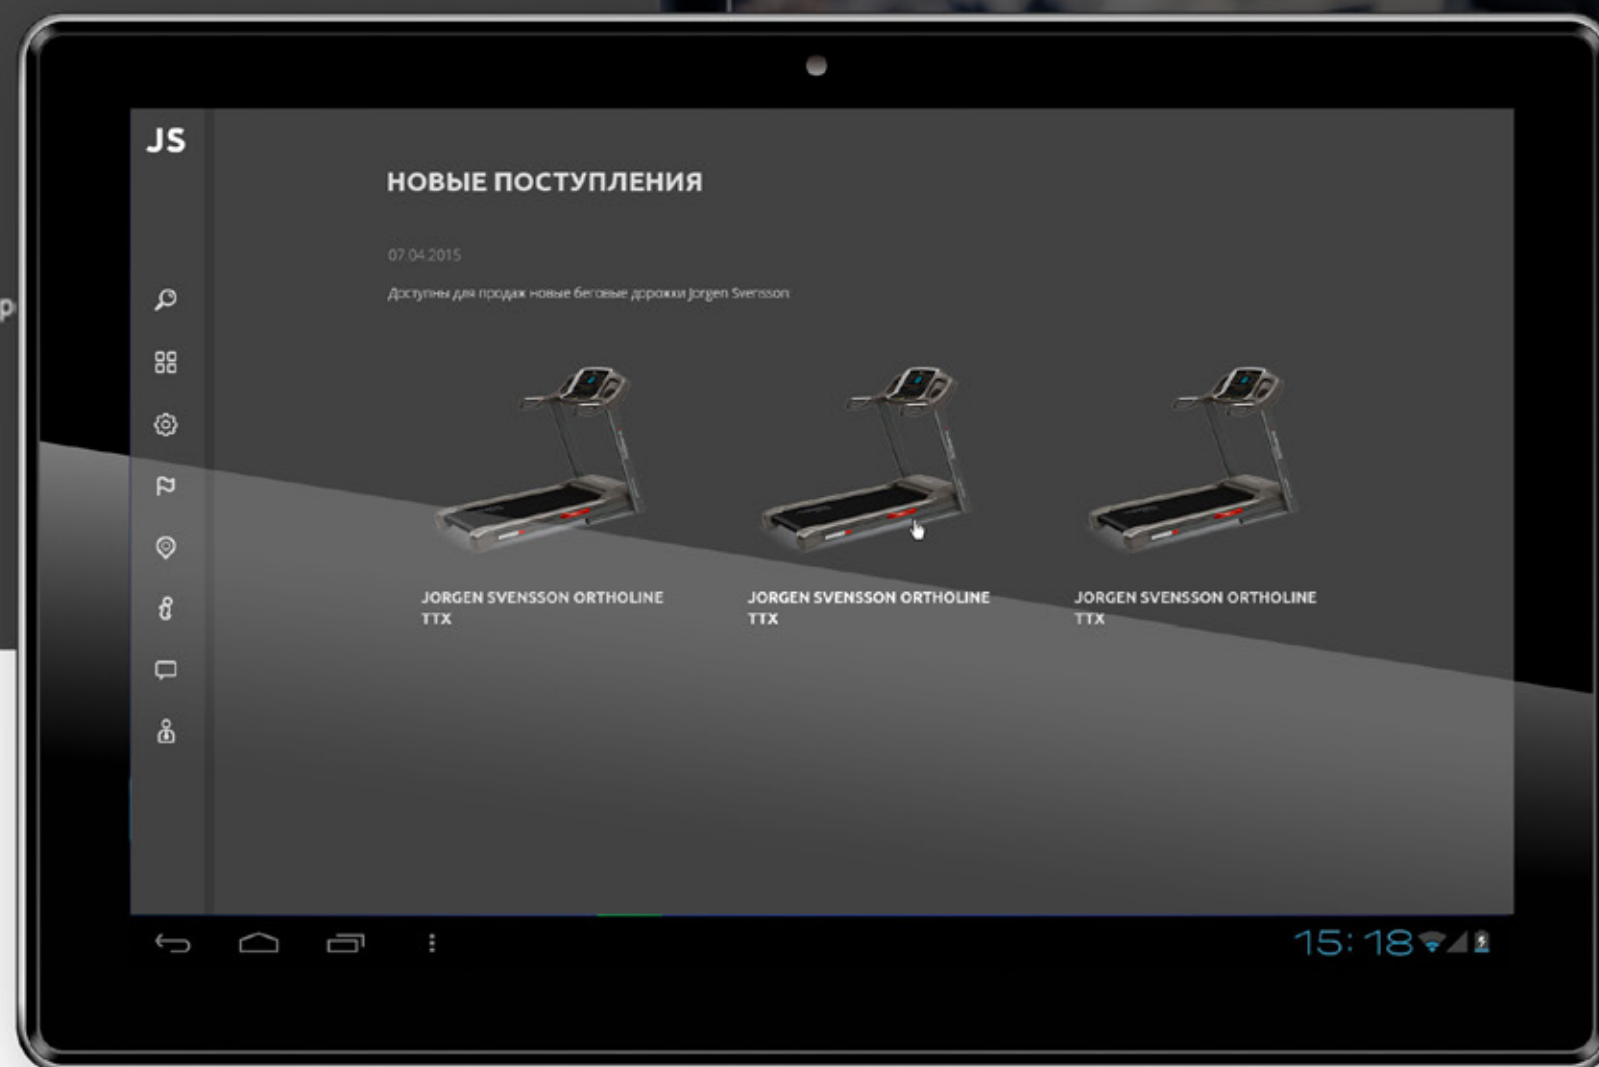 JS
НОВЫЕ ПОСТУПЛЕНИЯ
07.04.2015
Доступны для продаж новые беговые дорожки Jorgen Svensson
JORGEN SVENSSON ORTHOLINE
TTX
JORGEN SVENSSON ORTHOLINE
TTX
JORGEN SVENSSON ORTHOLINE
TTX
15:18